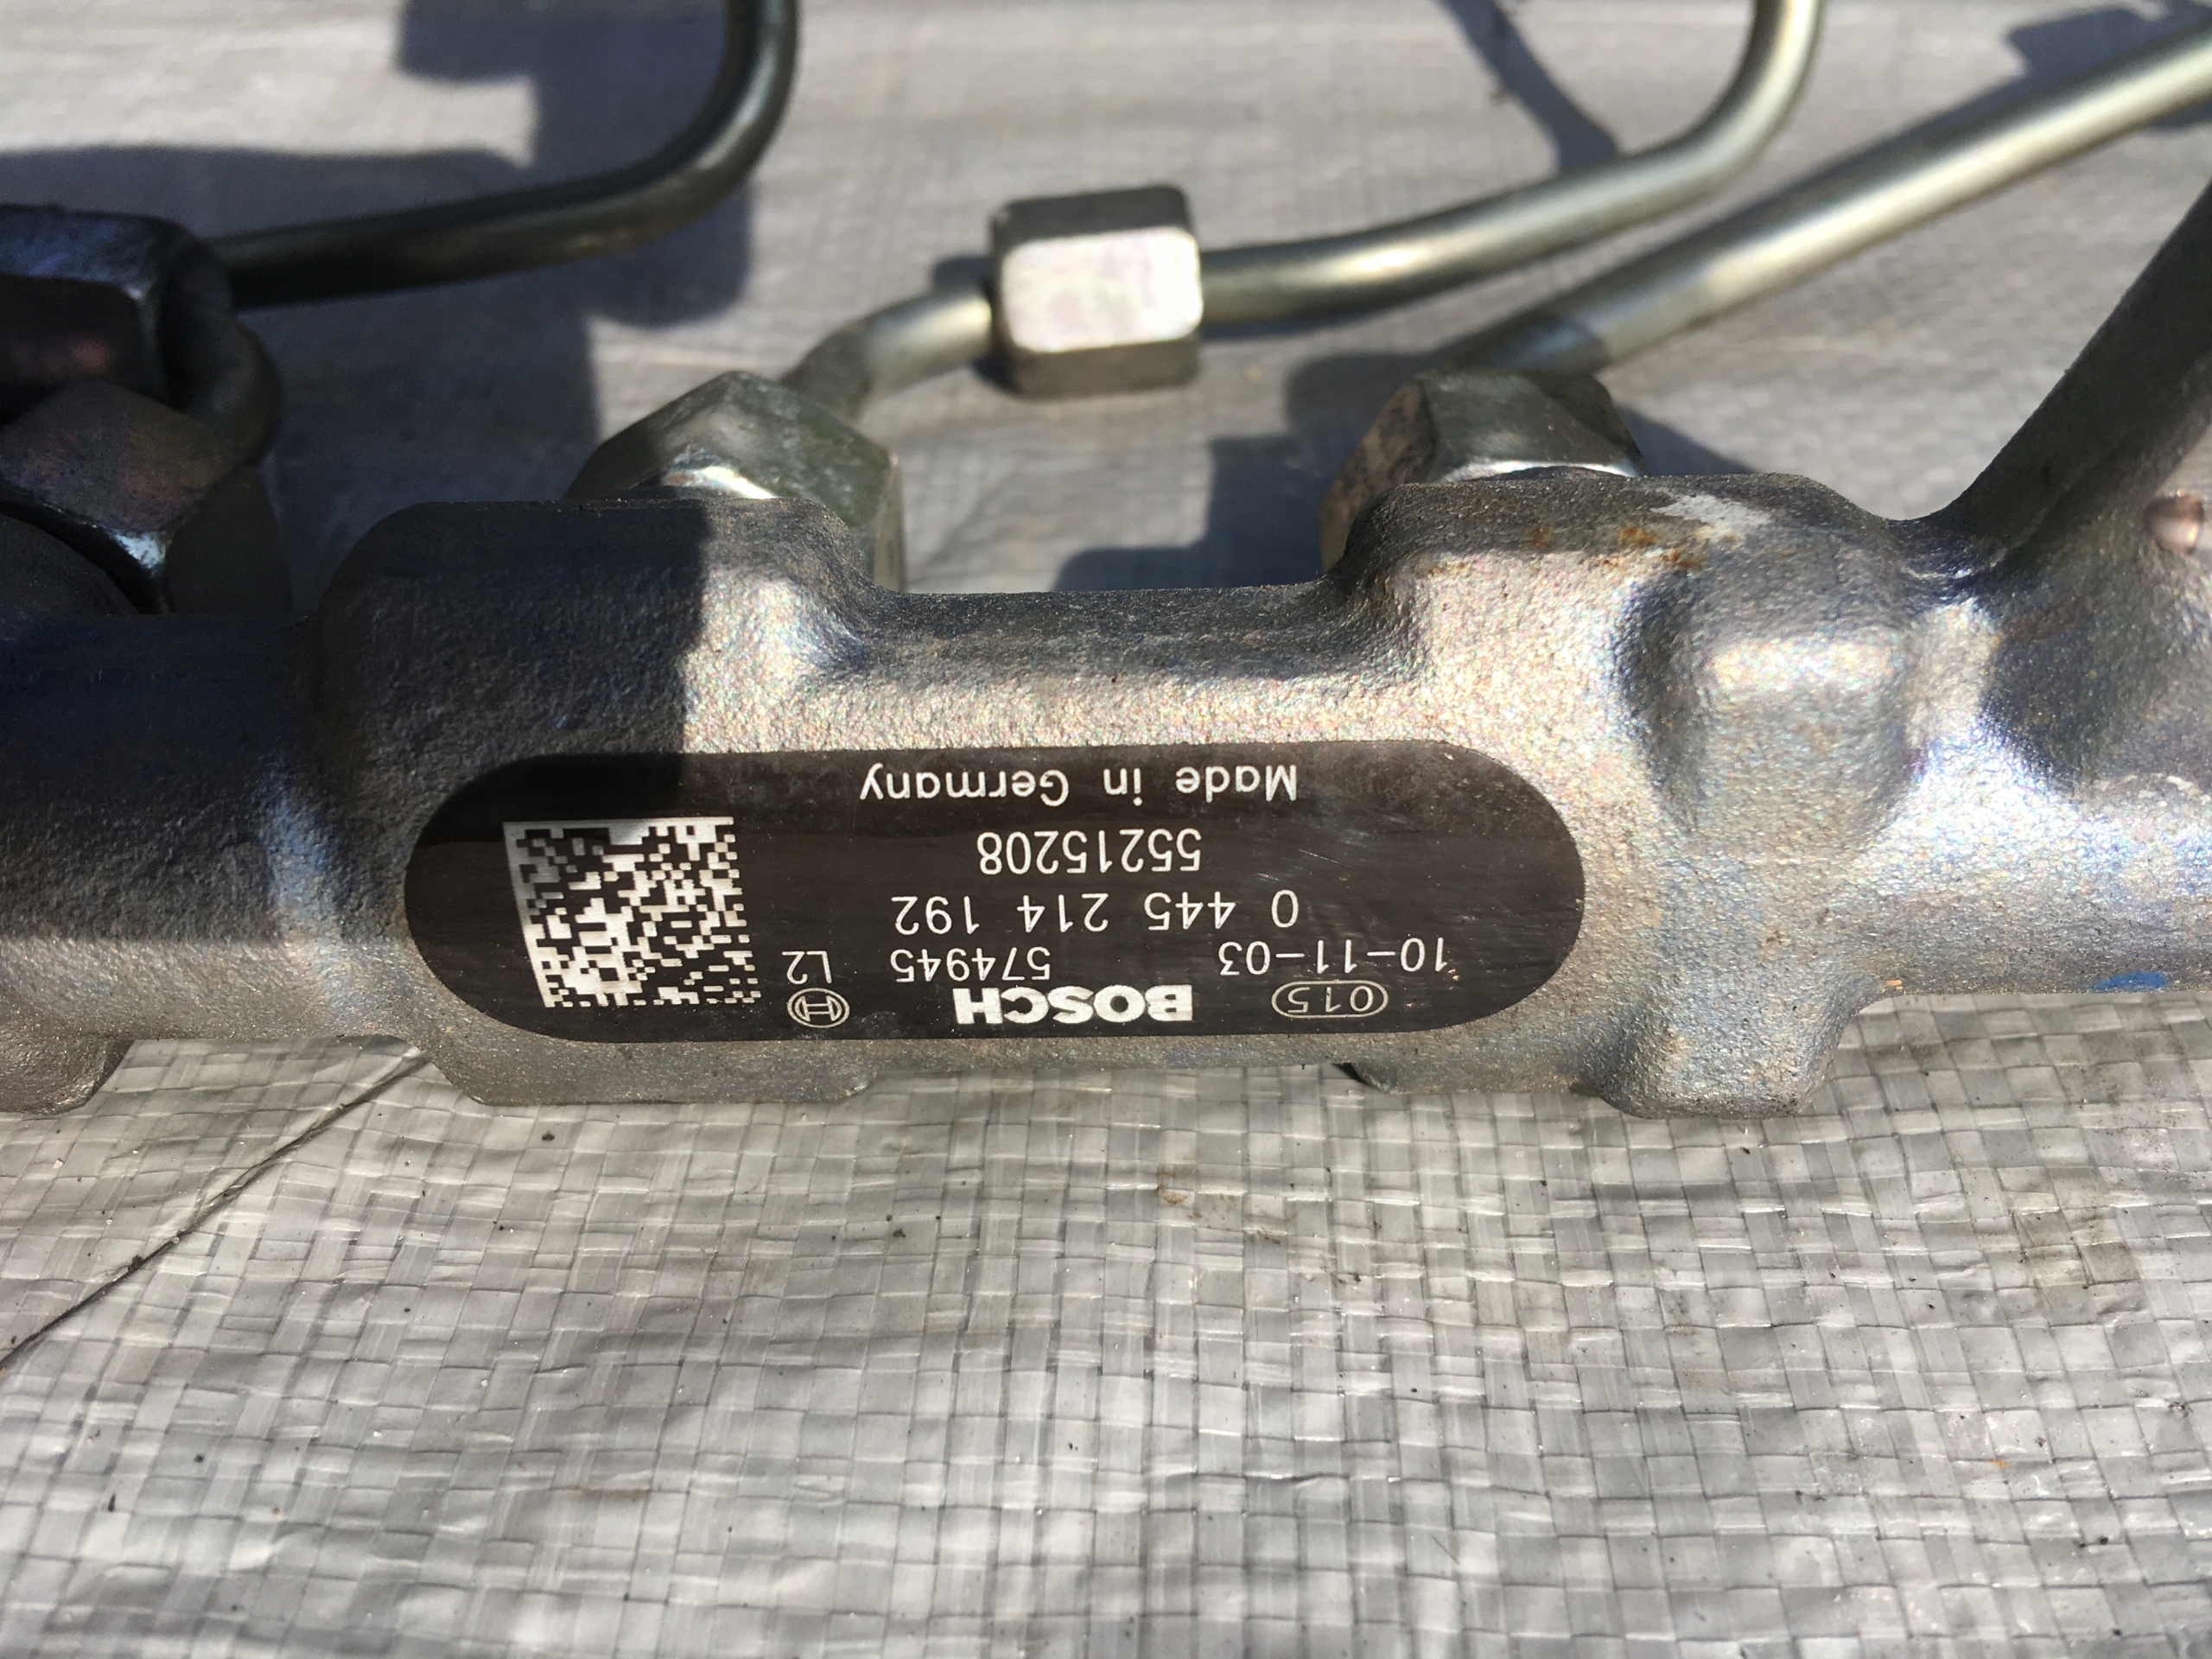 015 BOSCH
10-11-03 574945 L2
0 445 214 192
55215208
Made in Germany